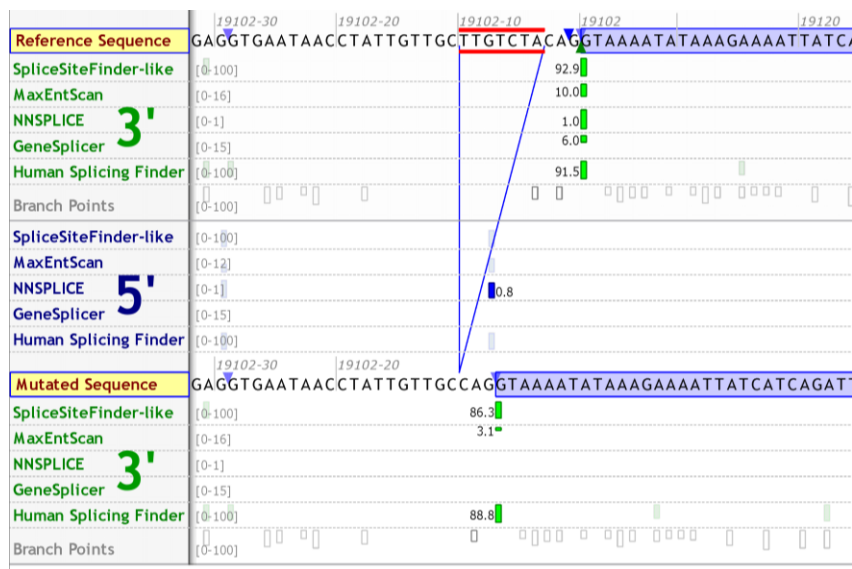 19102-30 19102-20 19102-10 19102 19120
Reference Sequence GAGGTGAATAACCTATTGTTGCTTGTCTACAGGTAAAATATAAAGAAAATTATCA
SpliceSiteFinder-like [0-100] 92.9
MaxEntScan [0-16] 10.0
NNSPLICE 3' [0-1] 1.0
GeneSplicer [0-15] 6.0
Human Splicing Finder [0-100] 91.5
Branch Points [0-100]
SpliceSiteFinder-like [0-100]
MaxEntScan [0-12]
NNSPLICE 5' [0-1] 0.8
GeneSplicer [0-15]
Human Splicing Finder [0-100]
19102-30 19102-20
Mutated Sequence GAGGTGAATAACCTATTGTTGCCAGGTAAAATATAAAGAAAATTATCATCAGATT
SpliceSiteFinder-like [0-100] 86.3
MaxEntScan [0-16] 3.1
NNSPLICE 3' [0-1]
GeneSplicer [0-15]
Human Splicing Finder [0-100] 88.8
Branch Points [0-100]